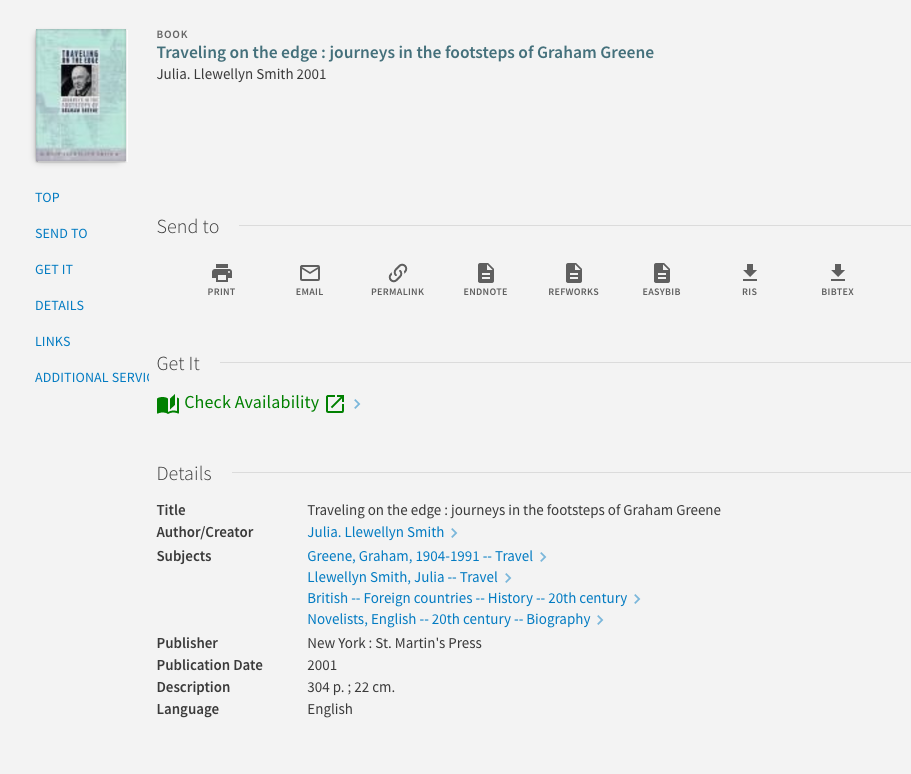 TRAVELING
ON THE EDGE
JOURNEYS IN THE
FOOTSTEPS OF
GRAHAM GREENE
BOOK
Traveling on the edge : journeys in the footsteps of Graham Greene
Julia. Llewellyn Smith 2001
TOP
SEND TO
GET IT
DETAILS
LINKS
ADDITIONAL SERVIC
Send to
PRINT
EMAIL
PERMALINK
ENDNOTE
REFWORKS
EASYBIB
RIS
BIBTEX
Get It
Check Availability
Details
Title Traveling on the edge : journeys in the footsteps of Graham Greene
Author/Creator Julia. Llewellyn Smith
Subjects Greene, Graham, 1904-1991 -- Travel
Llewellyn Smith, Julia -- Travel
British -- Foreign countries -- History -- 20th century
Novelists, English -- 20th century -- Biography
Publisher New York : St. Martin's Press
Publication Date 2001
Description 304 p. ; 22 cm.
Language English